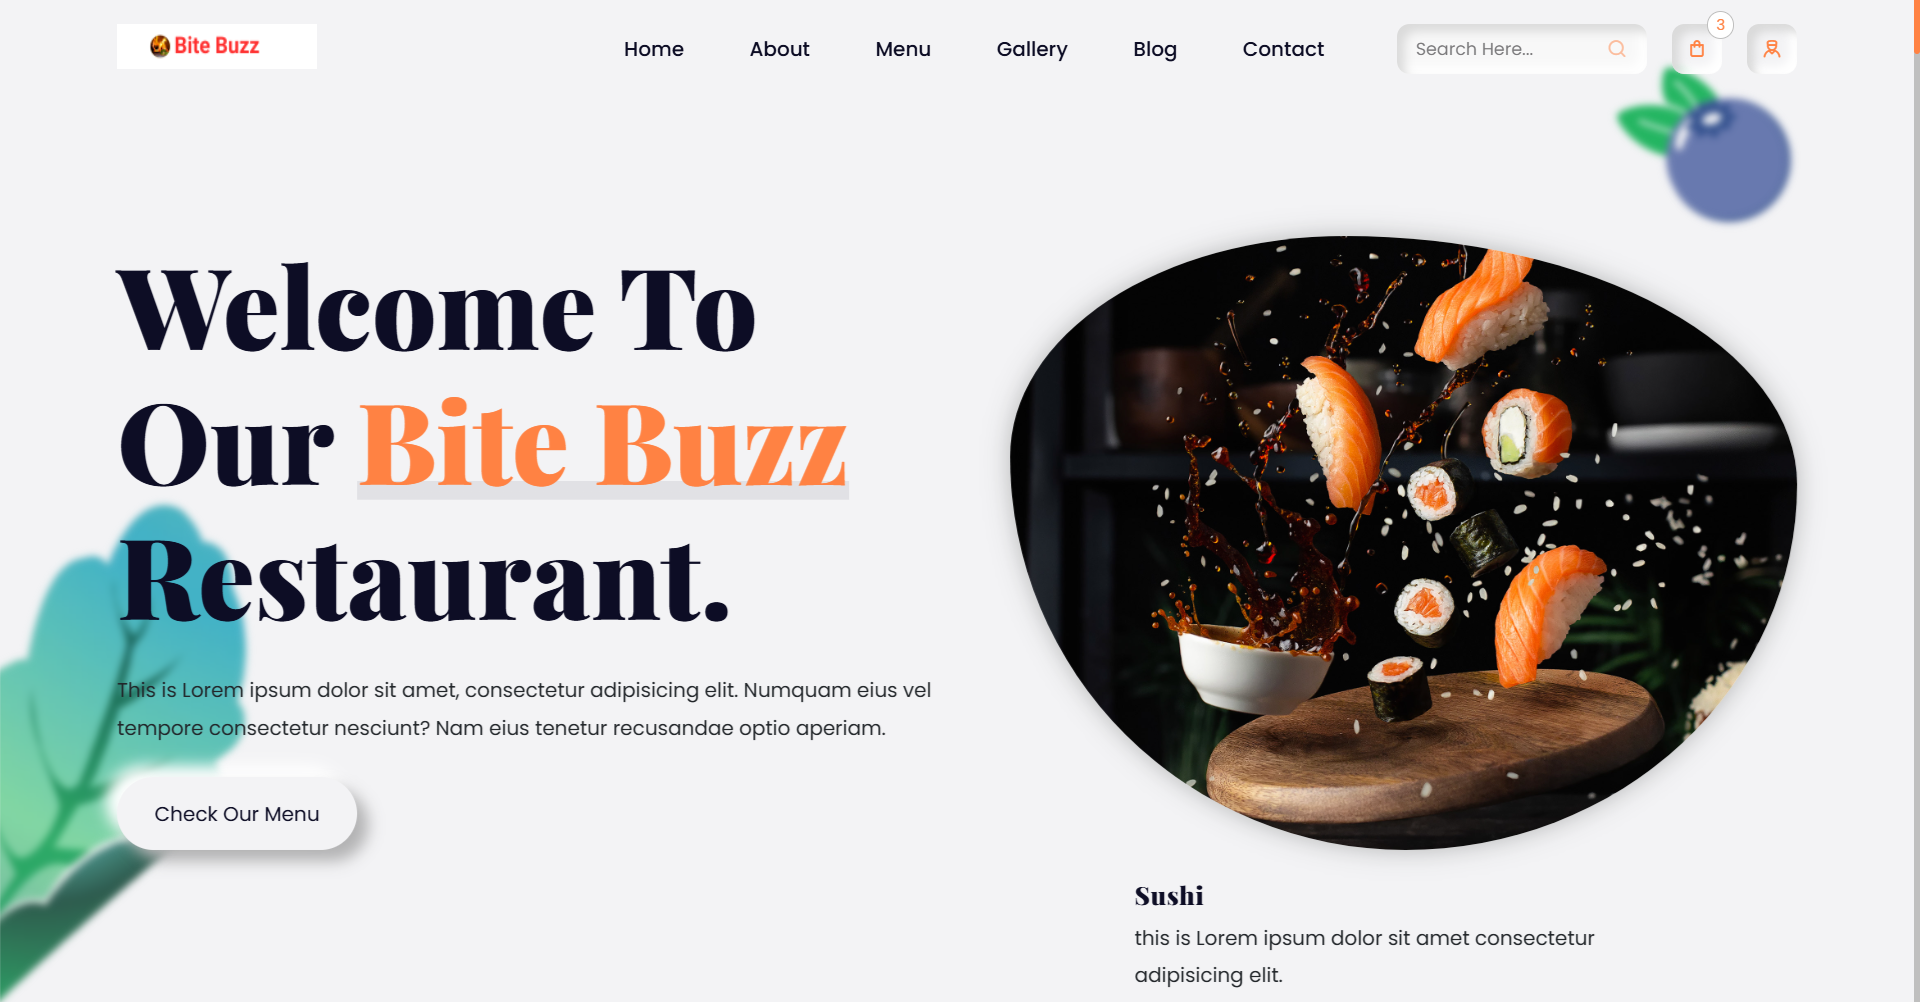 Bite Buzz
Home About Menu Gallery Blog Contact
Search Here...
3
Welcome To
Our Bite Buzz
Restaurant.
This is Lorem ipsum dolor sit amet, consectetur adipisicing elit. Numquam eius vel
tempore consectetur nesciunt? Nam eius tenetur recusandae optio aperiam.
Check Our Menu
Sushi
this is Lorem ipsum dolor sit amet consectetur
adipisicing elit.